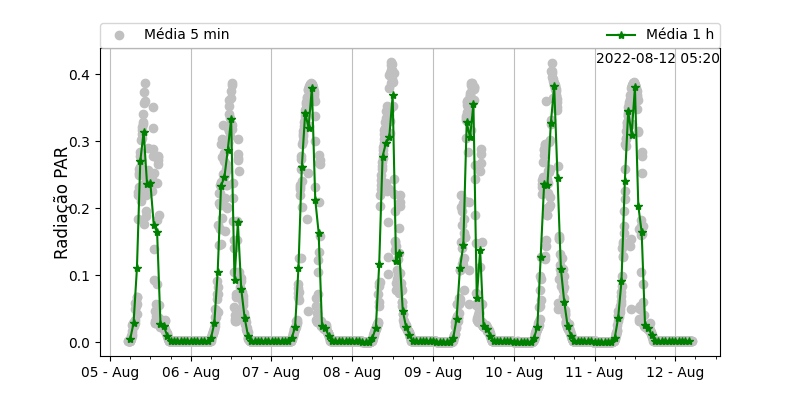 Média 5 min
Média 1 h
2022-08-12 05:20
Radiação PAR
0.4
0.3
0.2
0.1
0.0
05 - Aug
06 - Aug
07 - Aug
08 - Aug
09 - Aug
10 - Aug
11 - Aug
12 - Aug